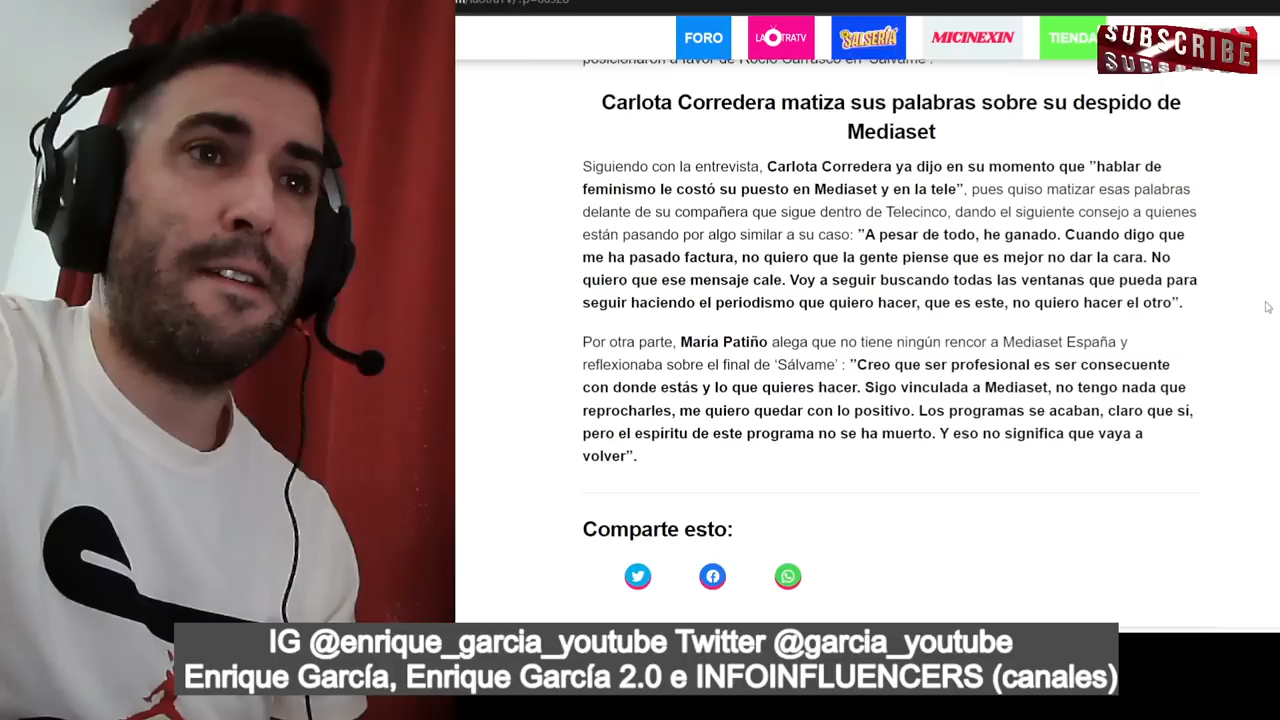 FORO
LA OTRATV
SALSERÍA
MICINEXIN
TIENDA
SUBSCRIBE
Carlota Corredera matiza sus palabras sobre su despido de
Mediaset
Siguiendo con la entrevista, Carlota Corredera ya dijo en su momento que ”hablar de
feminismo le costó su puesto en Mediaset y en la tele”, pues quiso matizar esas palabras
delante de su compañera que sigue dentro de Telecinco, dando el siguiente consejo a quienes
están pasando por algo similar a su caso: ”A pesar de todo, he ganado. Cuando digo que
me ha pasado factura, no quiero que la gente piense que es mejor no dar la cara. No
quiero que ese mensaje cale. Voy a seguir buscando todas las ventanas que pueda para
seguir haciendo el periodismo que quiero hacer, que es este, no quiero hacer el otro”.
Por otra parte, María Patiño alega que no tiene ningún rencor a Mediaset España y
reflexionaba sobre el final de ‘Sálvame’ : ”Creo que ser profesional es ser consecuente
con donde estás y lo que quieres hacer. Sigo vinculada a Mediaset, no tengo nada que
reprocharles, me quiero quedar con lo positivo. Los programas se acaban, claro que sí,
pero el espíritu de este programa no se ha muerto. Y eso no significa que vaya a
volver”.
Comparte esto:
IG @enrique_garcia_youtube Twitter @garcia_youtube
Enrique García, Enrique García 2.0 e INFOINFLUENCERS (canales)